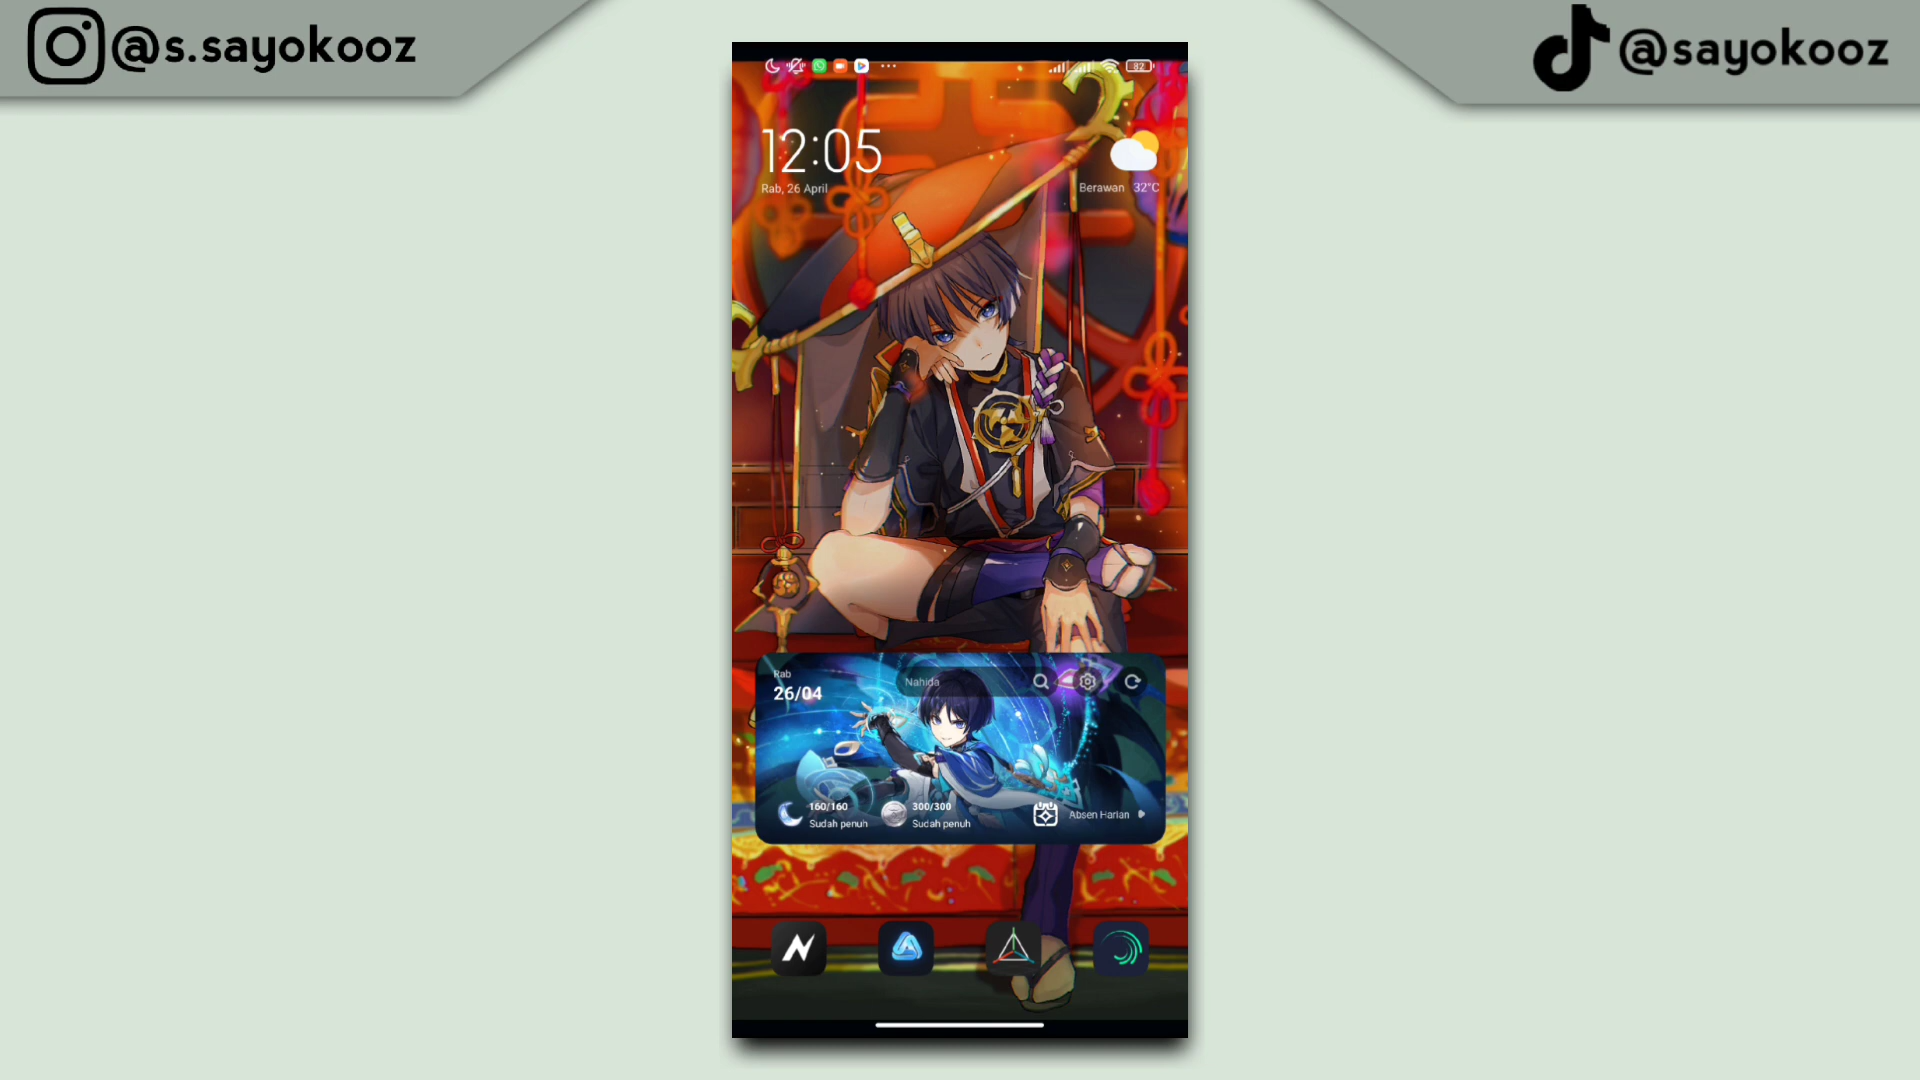 @s.sayokooz
@sayokooz
82
12:05
Rab, 26 April
Berawan 32°C
Rab
26/04
Nahida
160/160
Sudah penuh
300/300
Sudah penuh
Absen Harian